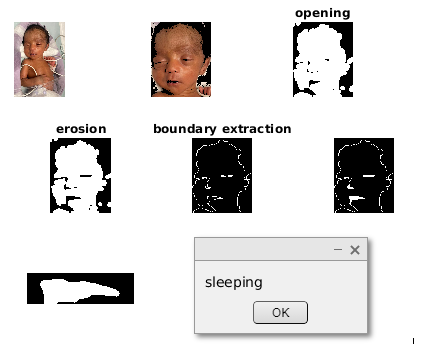 opening
erosion
boundary extraction
sleeping
OK